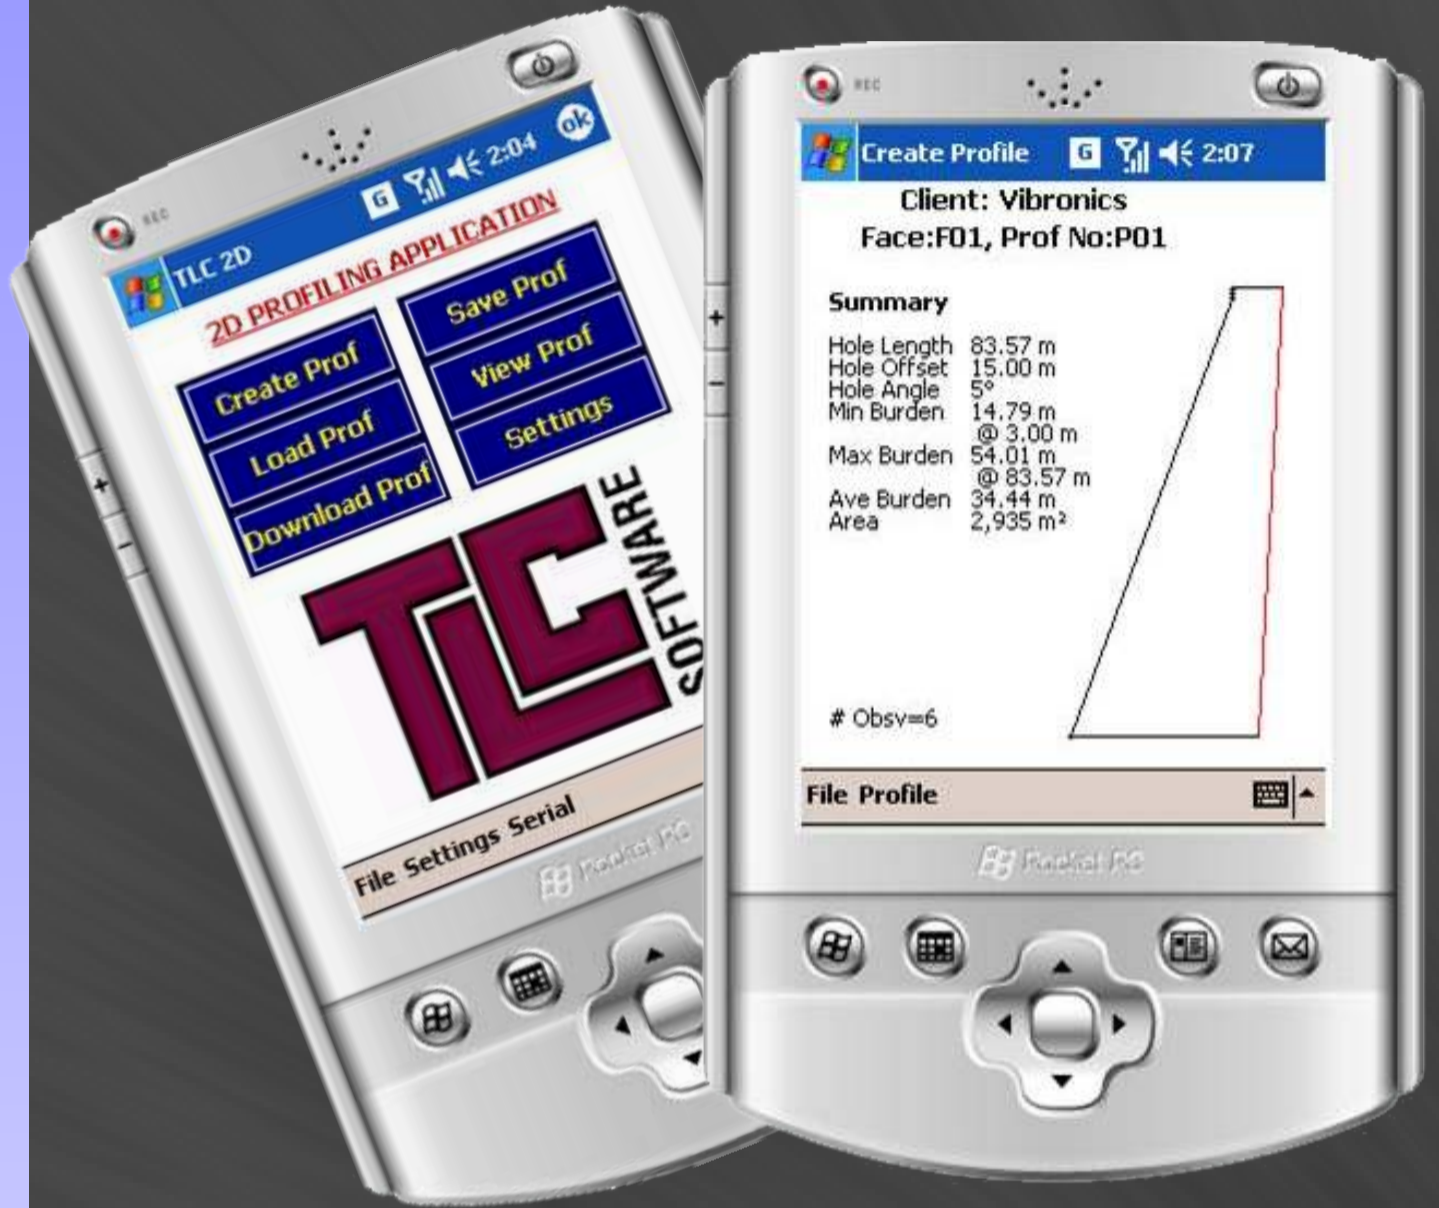 REC
2:04
ok
TLC 2D
2D PROFILING APPLICATION
Create Prof
Save Prof
Load Prof
View Prof
Download Prof
Settings
TLC
SOFTWARE
File Settings Serial
Pocket PC
REC
Create Profile G 2:07
Client: Vibronics
Face:F01, Prof No:P01
Summary
Hole Length 83.57 m
Hole Offset 15.00 m
Hole Angle 5°
Min Burden 14.79 m
@ 3.00 m
Max Burden 54.01 m
@ 83.57 m
Ave Burden 34.44 m
Area 2,935 m²
# Obsv=6
File Profile
Pocket PC